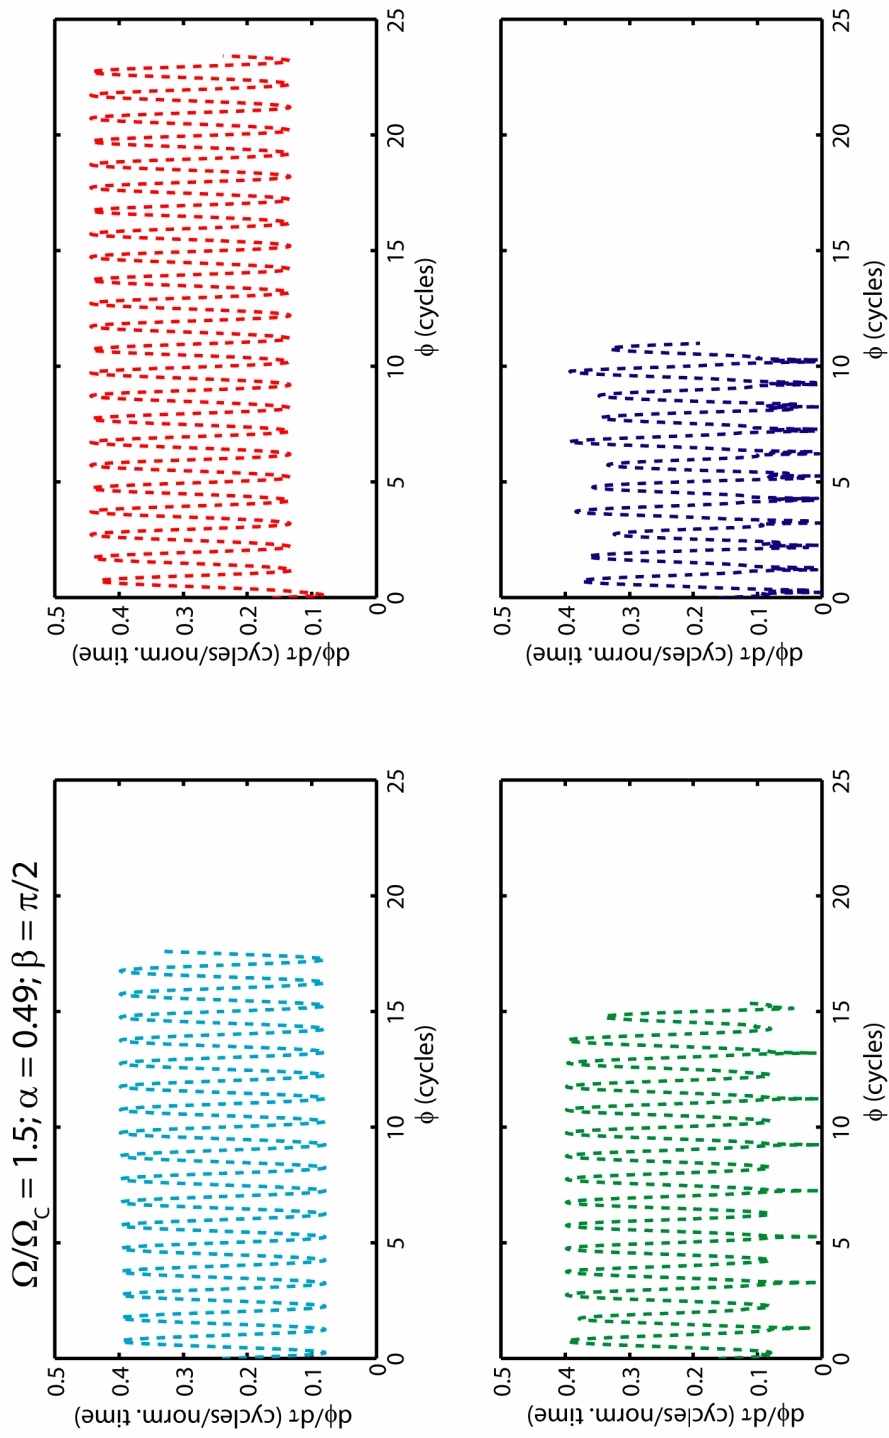 Ω/Ω_C = 1.5; α = 0.49; β = π/2
0.5
0.4
0.3
0.2
0.1
0
dϕ/dτ (cycles/norm. time)
0 5 10 15 20 25
ϕ (cycles)
0.5
0.4
0.3
0.2
0.1
0
dϕ/dτ (cycles/norm. time)
0 5 10 15 20 25
ϕ (cycles)
0.5
0.4
0.3
0.2
0.1
0
dϕ/dτ (cycles/norm. time)
0 5 10 15 20 25
ϕ (cycles)
0.5
0.4
0.3
0.2
0.1
0
dϕ/dτ (cycles/norm. time)
0 5 10 15 20 25
ϕ (cycles)